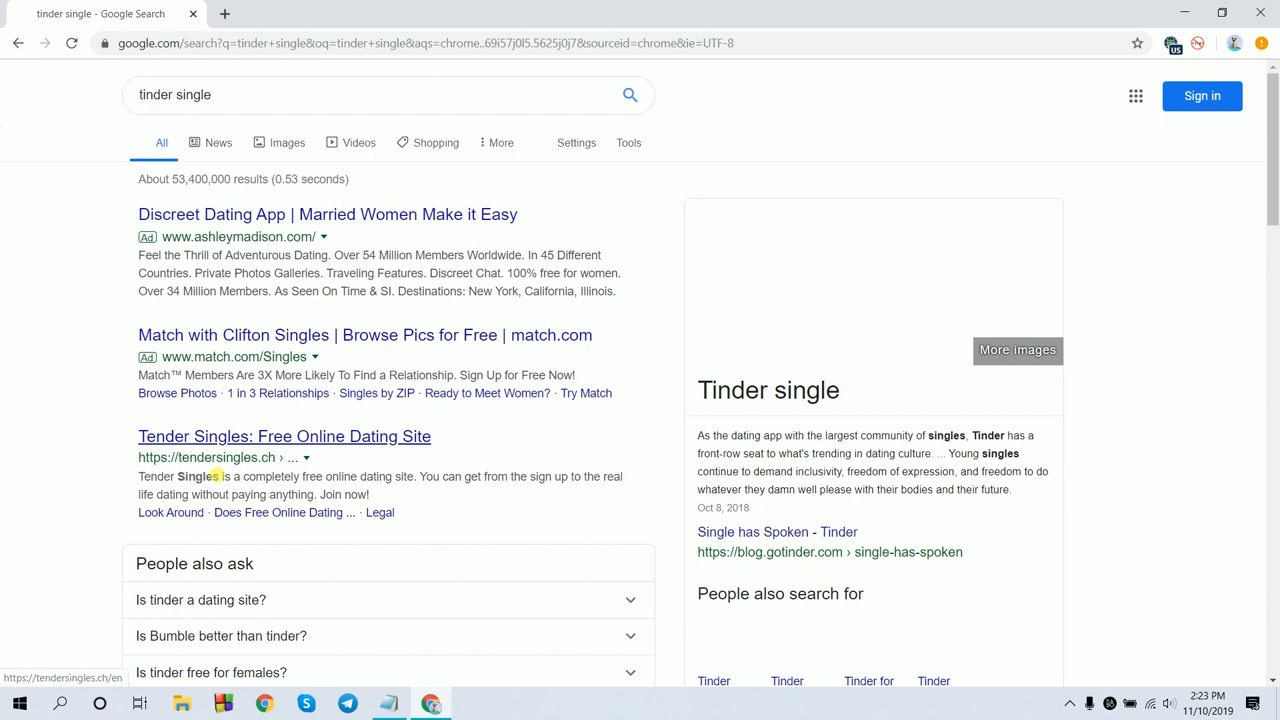 tinder single - Google Search
google.com/search?q=tinder+single&oq=tinder+single&aqs=chrome..69i57j0l5.5625j0j7&sourceid=chrome&ie=UTF-8
US
tinder single
Sign in
All News Images Videos Shopping More Settings Tools
About 53,400,000 results (0.53 seconds)
Discreet Dating App | Married Women Make it Easy
Ad www.ashleymadison.com/
Feel the Thrill of Adventurous Dating. Over 54 Million Members Worldwide. In 45 Different
Countries. Private Photos Galleries. Traveling Features. Discreet Chat. 100% free for women.
Over 34 Million Members. As Seen On Time & SI. Destinations: New York, California, Illinois.
Match with Clifton Singles | Browse Pics for Free | match.com
Ad www.match.com/Singles
Match™ Members Are 3X More Likely To Find a Relationship. Sign Up for Free Now!
Browse Photos · 1 in 3 Relationships · Singles by ZIP · Ready to Meet Women? · Try Match
Tender Singles: Free Online Dating Site
https://tendersingles.ch › ...
Tender Singles is a completely free online dating site. You can get from the sign up to the real
life dating without paying anything. Join now!
Look Around · Does Free Online Dating ... · Legal
People also ask
Is tinder a dating site?
Is Bumble better than tinder?
Is tinder free for females?
More images
Tinder single
As the dating app with the largest community of singles, Tinder has a
front-row seat to what's trending in dating culture. ... Young singles
continue to demand inclusivity, freedom of expression, and freedom to do
whatever they damn well please with their bodies and their future.
Oct 8, 2018
Single has Spoken - Tinder
https://blog.gotinder.com › single-has-spoken
People also search for
Tinder Tinder Tinder for Tinder
https://tendersingles.ch/en
2:23 PM
11/10/2019